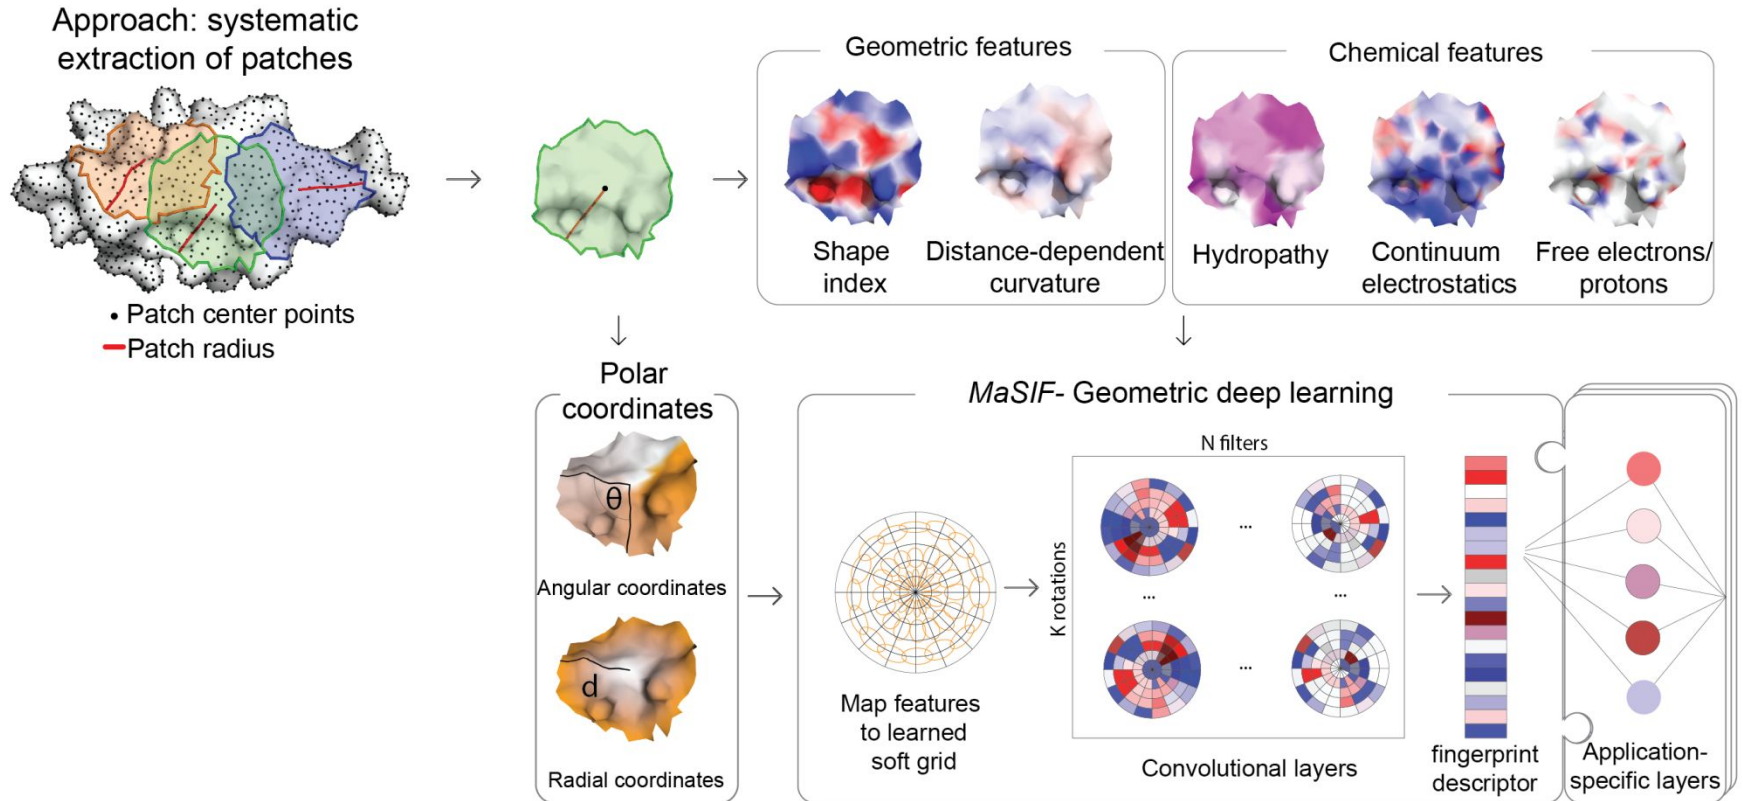 Approach: systematic
extraction of patches
Patch center points
Patch radius
Geometric features
Shape
index
Distance-dependent
curvature
Chemical features
Hydropathy
Continuum
electrostatics
Free electrons/
protons
Polar
coordinates
θ
Angular coordinates
d
Radial coordinates
MaSIF- Geometric deep learning
Map features
to learned
soft grid
N filters
K rotations
...
...
...
...
Convolutional layers
fingerprint
descriptor
Application-
specific layers